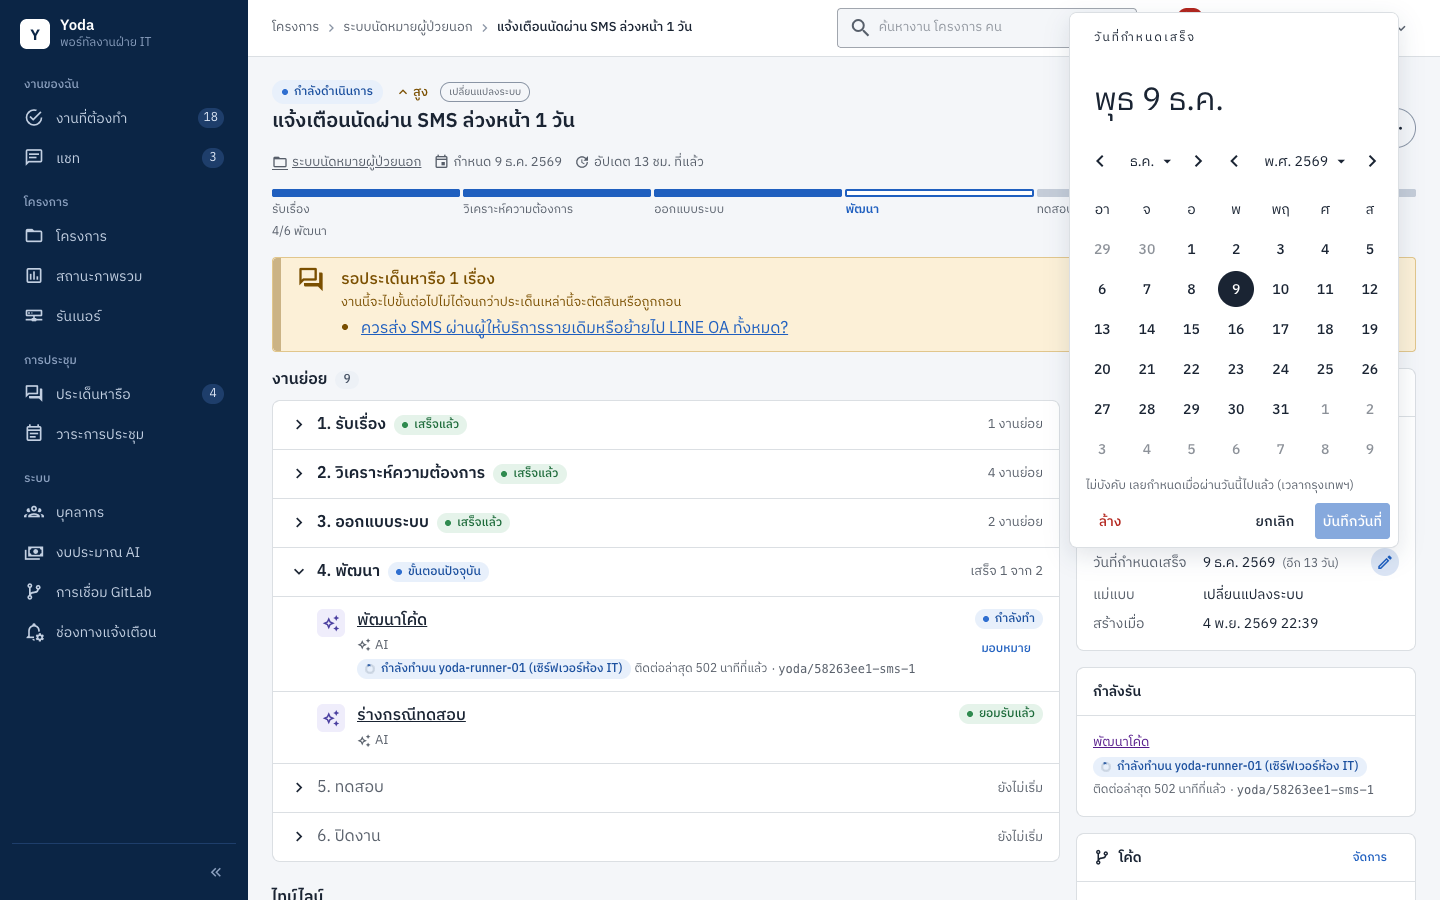 Y
Yoda
พอร์ทัลงานฝ่าย IT
งานของฉัน
งานที่ต้องทำ 18
แชท 3
โครงการ
โครงการ
สถานะภาพรวม
รันเนอร์
การประชุม
ประเด็นหารือ 4
วาระการประชุม
ระบบ
บุคลากร
งบประมาณ AI
การเชื่อม GitLab
ช่องทางแจ้งเตือน
«
โครงการ > ระบบนัดหมายผู้ป่วยนอก > แจ้งเตือนนัดผ่าน SMS ล่วงหน้า 1 วัน
ค้นหางาน โครงการ คน
กำลังดำเนินการ สูง เปลี่ยนแปลงระบบ
แจ้งเตือนนัดผ่าน SMS ล่วงหน้า 1 วัน
ระบบนัดหมายผู้ป่วยนอก กำหนด 9 ธ.ค. 2569 อัปเดต 13 ชม. ที่แล้ว
รับเรื่อง วิเคราะห์ความต้องการ ออกแบบระบบ พัฒนา
4/6 พัฒนา
รอประเด็นหารือ 1 เรื่อง
งานนี้จะไปขั้นต่อไปไม่ได้จนกว่าประเด็นเหล่านี้จะตัดสินหรือถูกถอน
• ควรส่ง SMS ผ่านผู้ให้บริการรายเดิมหรือย้ายไป LINE OA ทั้งหมด?
งานย่อย 9
1. รับเรื่อง เสร็จแล้ว 1 งานย่อย
2. วิเคราะห์ความต้องการ เสร็จแล้ว 4 งานย่อย
3. ออกแบบระบบ เสร็จแล้ว 2 งานย่อย
4. พัฒนา ขั้นตอนปัจจุบัน เสร็จ 1 จาก 2
พัฒนาโค้ด กำลังทำ
AI มอบหมาย
กำลังทำบน yoda-runner-01 (เซิร์ฟเวอร์ห้อง IT) ติดต่อล่าสุด 502 นาทีที่แล้ว · yoda/58263ee1-sms-1
ร่างกรณีทดสอบ ยอมรับแล้ว
AI
5. ทดสอบ ยังไม่เริ่ม
6. ปิดงาน ยังไม่เริ่ม
ไทม์ไลน์
วันที่กำหนดเสร็จ
พุธ 9 ธ.ค.
ธ.ค. พ.ศ. 2569
อา จ อ พ พฤ ศ ส
29 30 1 2 3 4 5
6 7 8 9 10 11 12
13 14 15 16 17 18 19
20 21 22 23 24 25 26
27 28 29 30 31 1 2
3 4 5 6 7 8 9
ไม่บังคับ เลยกำหนดเมื่อผ่านวันนี้ไปแล้ว (เวลากรุงเทพฯ)
ล้าง ยกเลิก บันทึกวันที่
วันที่กำหนดเสร็จ 9 ธ.ค. 2569 (อีก 13 วัน)
แม่แบบ เปลี่ยนแปลงระบบ
สร้างเมื่อ 4 พ.ย. 2569 22:39
กำลังรัน
พัฒนาโค้ด
กำลังทำบน yoda-runner-01 (เซิร์ฟเวอร์ห้อง IT)
ติดต่อล่าสุด 502 นาทีที่แล้ว · yoda/58263ee1-sms-1
โค้ด จัดการ